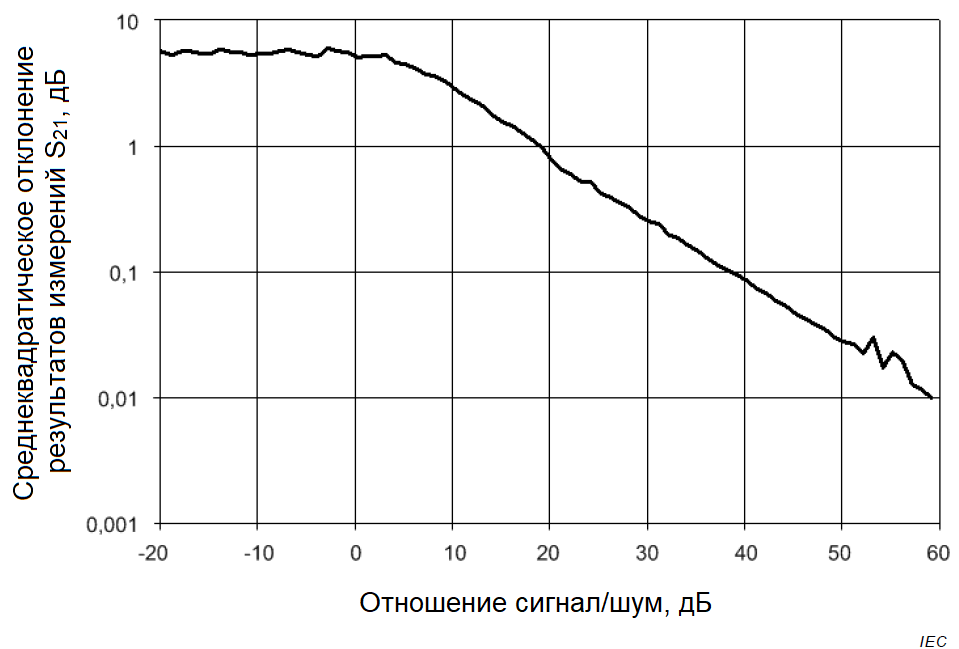 Среднеквадратическое отклонение
результатов измерений S₂₁, дБ
10
1
0,1
0,01
0,001
-20 -10 0 10 20 30 40 50 60
Отношение сигнал/шум, дБ
IEC